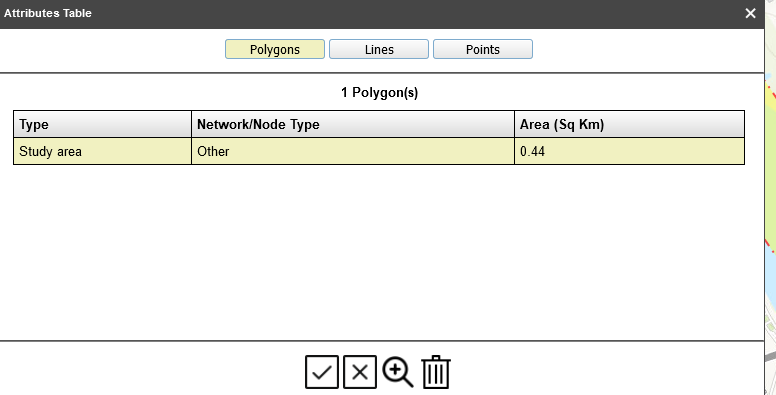 Attributes Table
Polygons Lines Points
1 Polygon(s)
Type Network/Node Type Area (Sq Km)
Study area Other 0.44